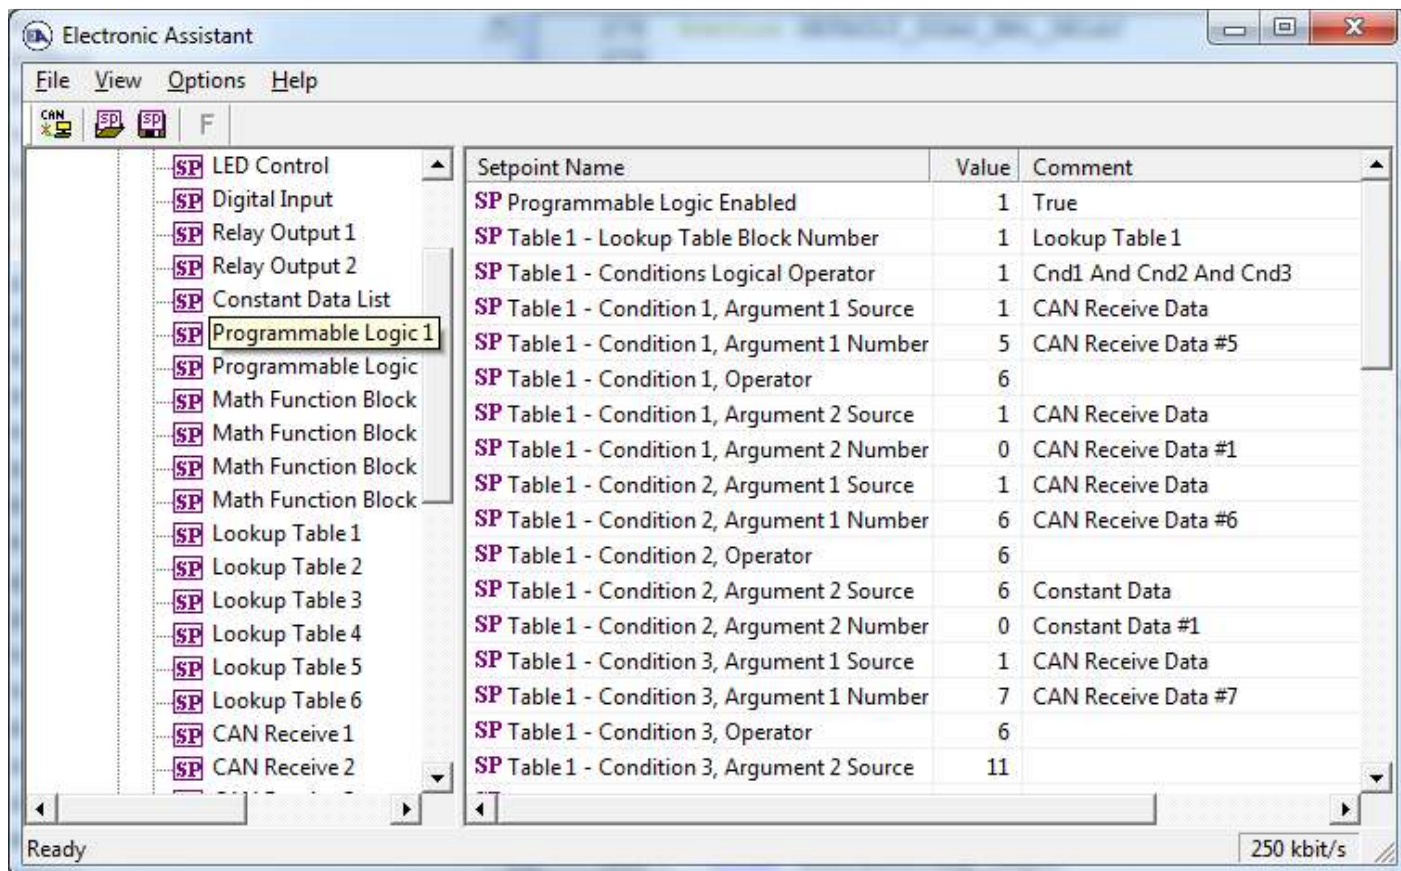 Electronic Assistant
File View Options Help
CAN SP SP F
SP LED Control
SP Digital Input
SP Relay Output 1
SP Relay Output 2
SP Constant Data List
SP Programmable Logic 1
SP Programmable Logic
SP Math Function Block
SP Math Function Block
SP Math Function Block
SP Math Function Block
SP Lookup Table 1
SP Lookup Table 2
SP Lookup Table 3
SP Lookup Table 4
SP Lookup Table 5
SP Lookup Table 6
SP CAN Receive 1
SP CAN Receive 2
Setpoint Name Value Comment
SP Programmable Logic Enabled 1 True
SP Table 1 - Lookup Table Block Number 1 Lookup Table 1
SP Table 1 - Conditions Logical Operator 1 Cnd1 And Cnd2 And Cnd3
SP Table 1 - Condition 1, Argument 1 Source 1 CAN Receive Data
SP Table 1 - Condition 1, Argument 1 Number 5 CAN Receive Data #5
SP Table 1 - Condition 1, Operator 6
SP Table 1 - Condition 1, Argument 2 Source 1 CAN Receive Data
SP Table 1 - Condition 1, Argument 2 Number 0 CAN Receive Data #1
SP Table 1 - Condition 2, Argument 1 Source 1 CAN Receive Data
SP Table 1 - Condition 2, Argument 1 Number 6 CAN Receive Data #6
SP Table 1 - Condition 2, Operator 6
SP Table 1 - Condition 2, Argument 2 Source 6 Constant Data
SP Table 1 - Condition 2, Argument 2 Number 0 Constant Data #1
SP Table 1 - Condition 3, Argument 1 Source 1 CAN Receive Data
SP Table 1 - Condition 3, Argument 1 Number 7 CAN Receive Data #7
SP Table 1 - Condition 3, Operator 6
SP Table 1 - Condition 3, Argument 2 Source 11
Ready 250 kbit/s